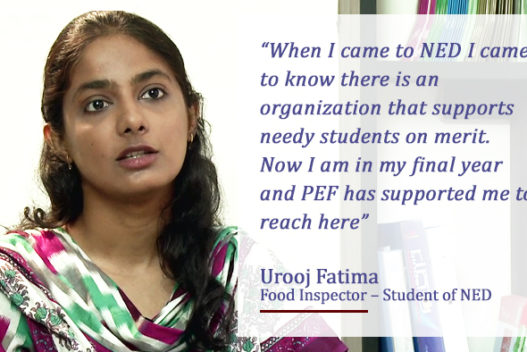 “When I came to NED I came
to know there is an
organization that supports
needy students on merit.
Now I am in my final year
and PEF has supported me to
reach here”
Urooj Fatima
Food Inspector – Student of NED